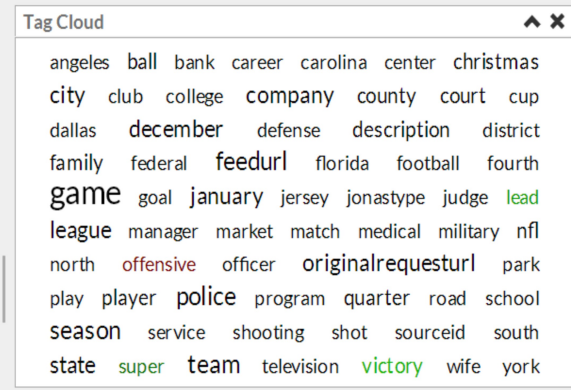 Tag Cloud
angeles ball bank career carolina center christmas
city club college company county court cup
dallas december defense description district
family federal feedurl florida football fourth
game goal january jersey jonastype judge lead
league manager market match medical military nfl
north offensive officer originalrequesturl park
play player police program quarter road school
season service shooting shot sourceid south
state super team television victory wife york